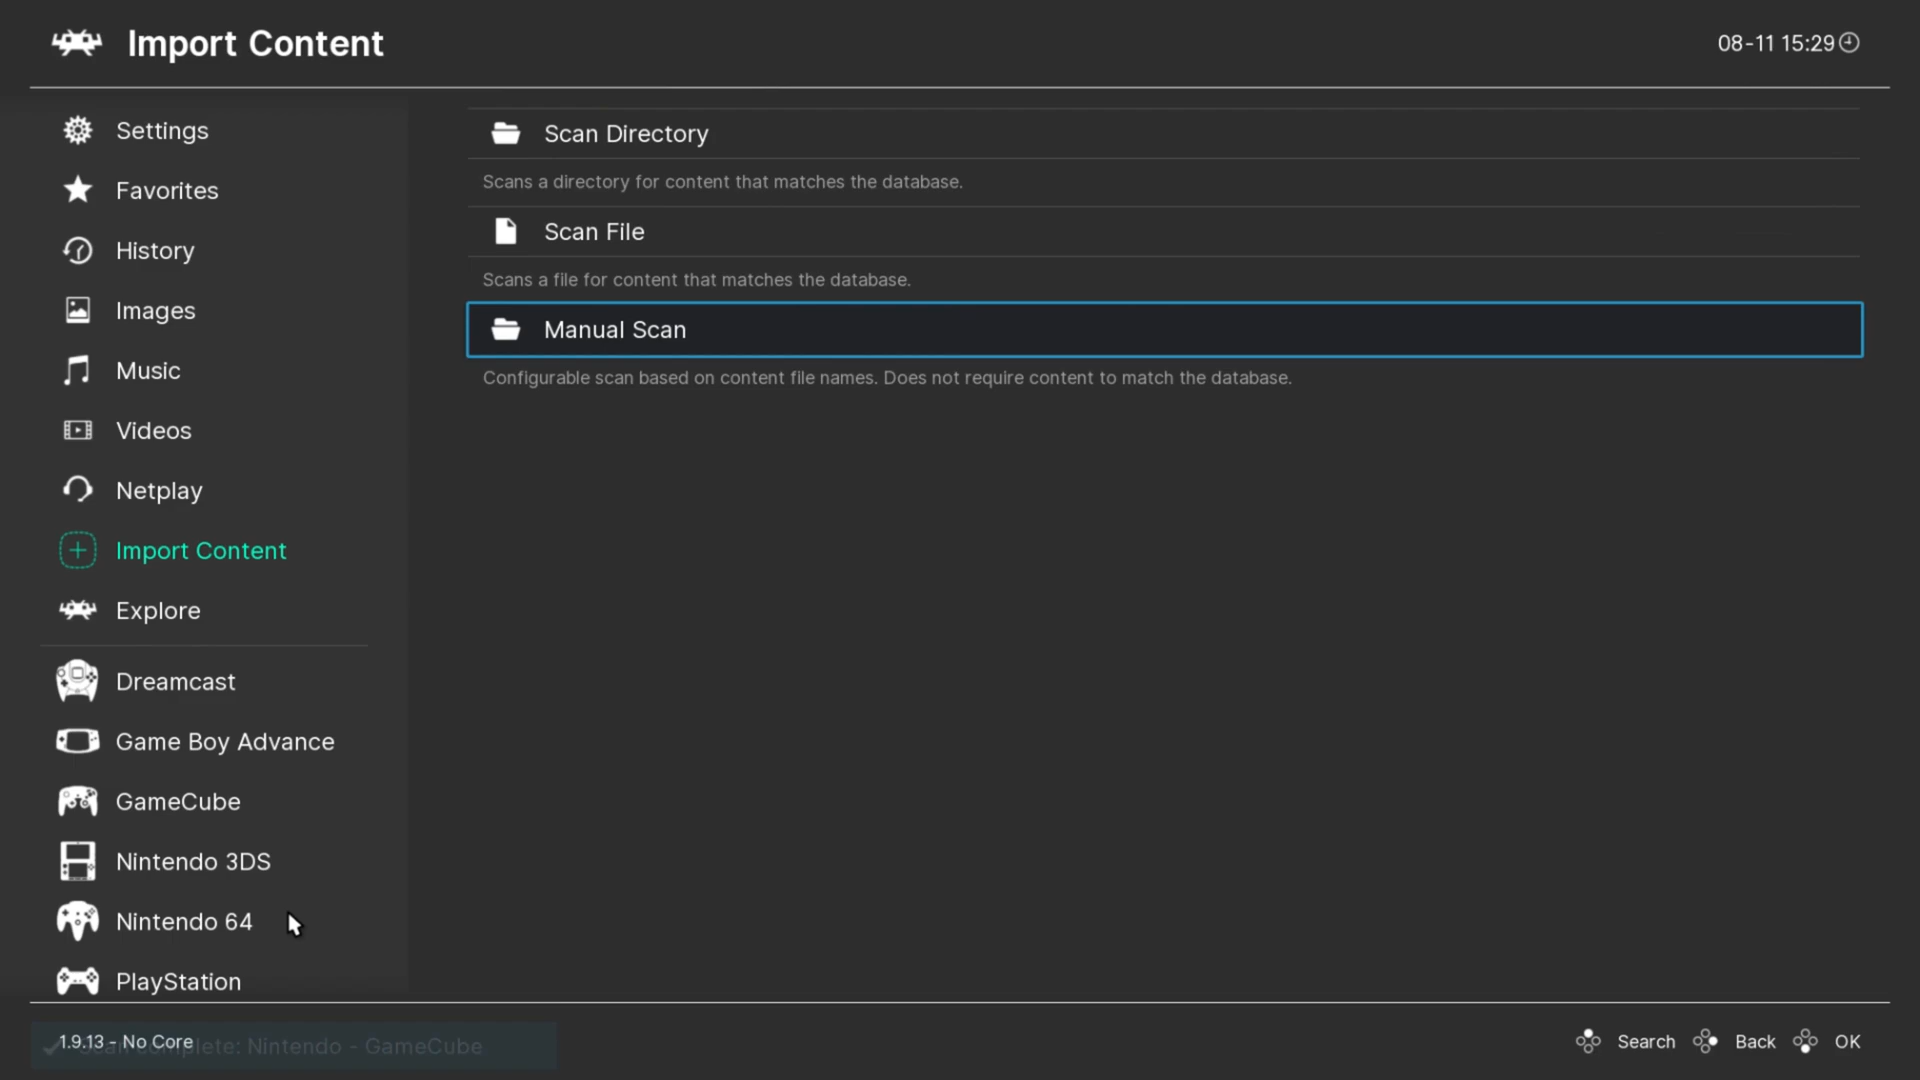 Import Content
08-11 15:29
Settings
Favorites
History
Images
Music
Videos
Netplay
Import Content
Explore
Dreamcast
Game Boy Advance
GameCube
Nintendo 3DS
Nintendo 64
PlayStation
Scan Directory
Scans a directory for content that matches the database.
Scan File
Scans a file for content that matches the database.
Manual Scan
Configurable scan based on content file names. Does not require content to match the database.
1.9.13 - No Core
Scan complete: Nintendo - GameCube
Search Back OK